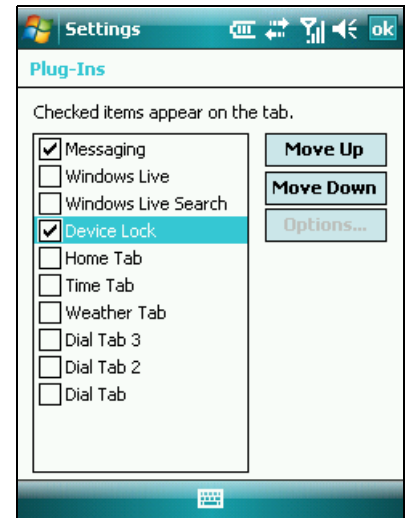 Settings
ok
Plug-Ins
Checked items appear on the tab.
Messaging
Windows Live
Windows Live Search
Device Lock
Home Tab
Time Tab
Weather Tab
Dial Tab 3
Dial Tab 2
Dial Tab
Move Up
Move Down
Options...